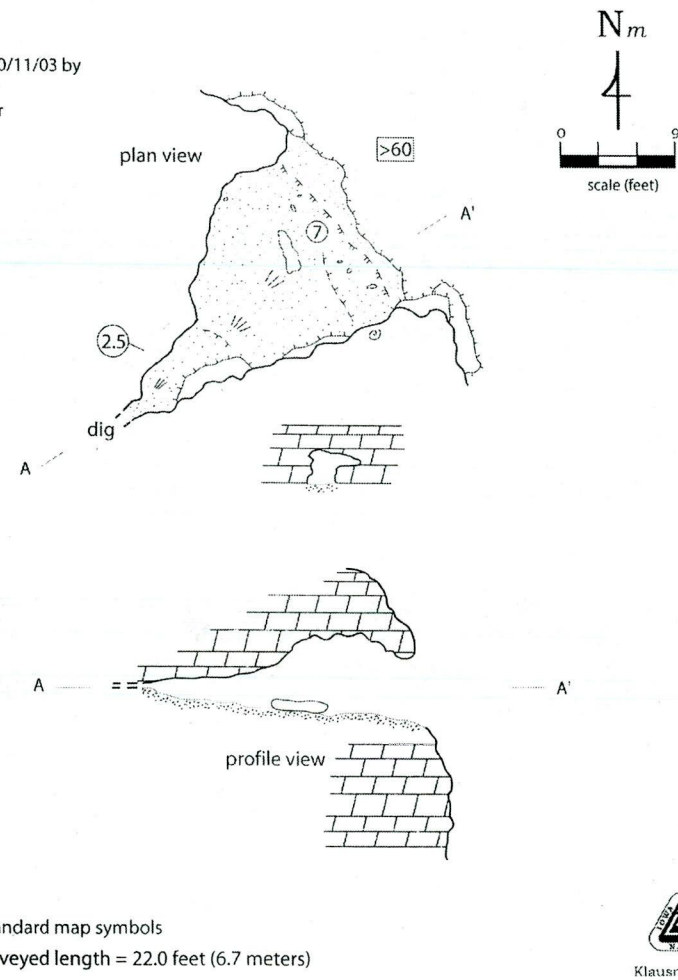 0/11/03 by
r
N m
0 9
scale (feet)
plan view
>60
A'
7
2.5
dig
A
A
A'
profile view
ndard map symbols
veyed length = 22.0 feet (6.7 meters)
IOWA
Klausn